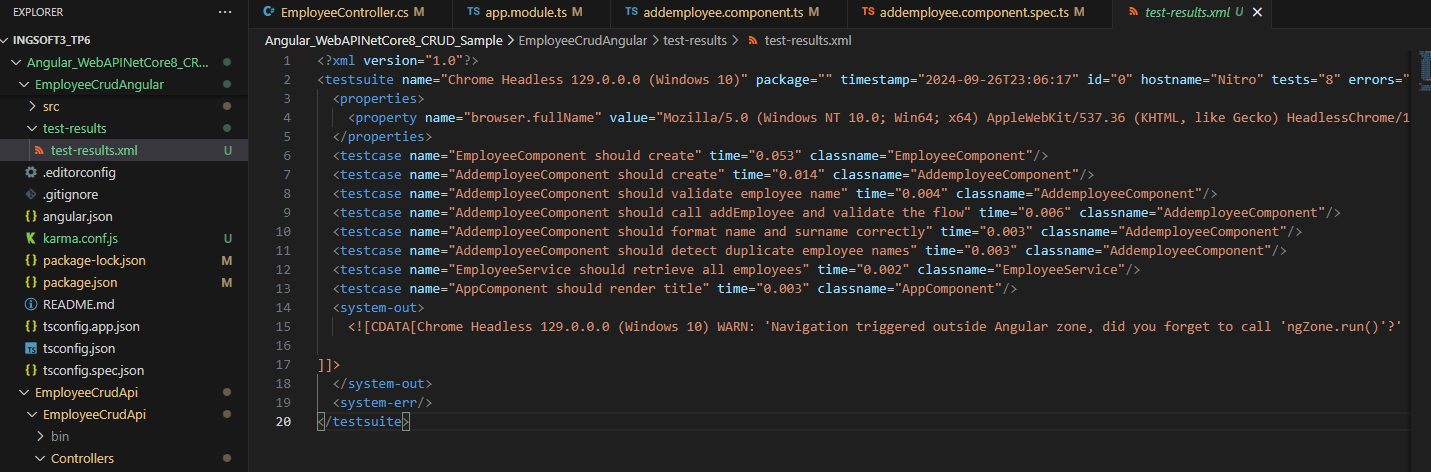 EXPLORER ...
INGSOFT3_TP6
Angular_WebAPINetCore8_CR...
EmployeeCrudAngular
src
test-results
test-results.xml U
.editorconfig
.gitignore
angular.json
karma.conf.js U
package-lock.json M
package.json M
README.md
tsconfig.app.json
tsconfig.json
tsconfig.spec.json
EmployeeCrudApi
EmployeeCrudApi
bin
Controllers
EmployeeController.cs M
TS app.module.ts M
TS addemployee.component.ts M
TS addemployee.component.spec.ts M
test-results.xml U
Angular_WebAPINetCore8_CRUD_Sample > EmployeeCrudAngular > test-results > test-results.xml
1 <?xml version="1.0"?>
2 <testsuite name="Chrome Headless 129.0.0.0 (Windows 10)" package="" timestamp="2024-09-26T23:06:17" id="0" hostname="Nitro" tests="8" errors="
3 <properties>
4 <property name="browser.fullName" value="Mozilla/5.0 (Windows NT 10.0; Win64; x64) AppleWebKit/537.36 (KHTML, like Gecko) HeadlessChrome/1
5 </properties>
6 <testcase name="EmployeeComponent should create" time="0.053" classname="EmployeeComponent"/>
7 <testcase name="AddemployeeComponent should create" time="0.014" classname="AddemployeeComponent"/>
8 <testcase name="AddemployeeComponent should validate employee name" time="0.004" classname="AddemployeeComponent"/>
9 <testcase name="AddemployeeComponent should call addEmployee and validate the flow" time="0.006" classname="AddemployeeComponent"/>
10 <testcase name="AddemployeeComponent should format name and surname correctly" time="0.003" classname="AddemployeeComponent"/>
11 <testcase name="AddemployeeComponent should detect duplicate employee names" time="0.003" classname="AddemployeeComponent"/>
12 <testcase name="EmployeeService should retrieve all employees" time="0.002" classname="EmployeeService"/>
13 <testcase name="AppComponent should render title" time="0.003" classname="AppComponent"/>
14 <system-out>
15 <![CDATA[Chrome Headless 129.0.0.0 (Windows 10) WARN: 'Navigation triggered outside Angular zone, did you forget to call 'ngZone.run()'?'
16
17 ]]>
18 </system-out>
19 <system-err/>
20 </testsuite>